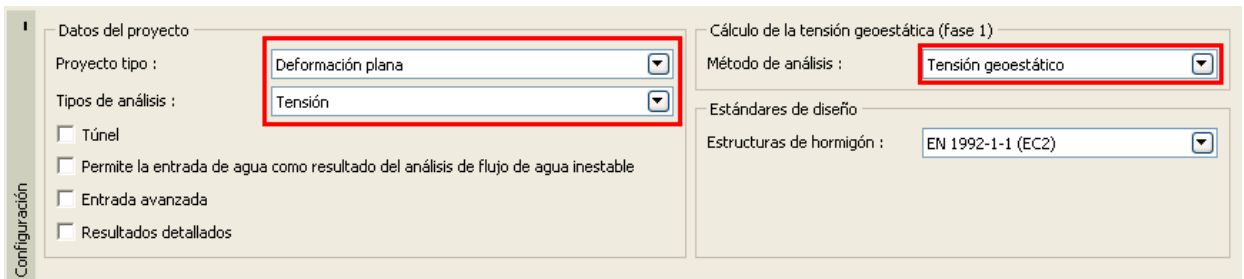 Datos del proyecto
Proyecto tipo :
Deformación plana
Tipos de análisis :
Tensión
Túnel
Permite la entrada de agua como resultado del análisis de flujo de agua inestable
Entrada avanzada
Resultados detallados
Cálculo de la tensión geoestática (fase 1)
Método de análisis :
Tensión geoestático
Estándares de diseño
Estructuras de hormigón :
EN 1992-1-1 (EC2)
Configuración